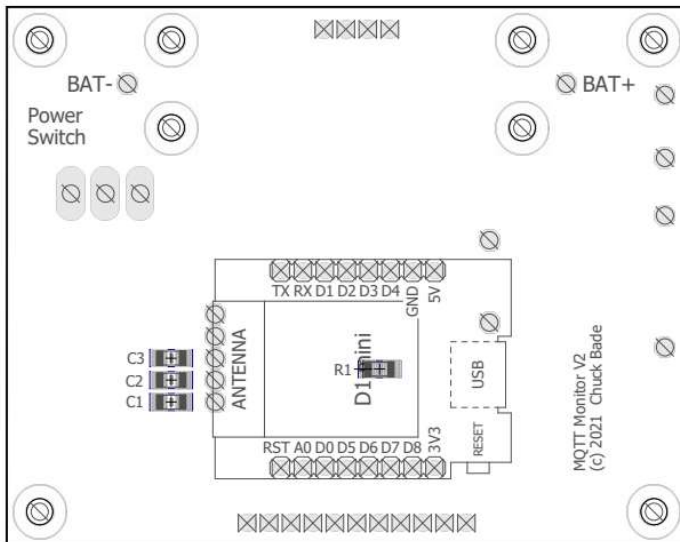 BAT-
BAT+
Power
Switch
TX RX D1 D2 D3 D4 GND 5V
ANTENNA
D1 mini
R1
USB
C3
C2
C1
RST A0 D0 D5 D6 D7 D8 3V3
RESET
MQTT Monitor V2
(c) 2021 Chuck Bade